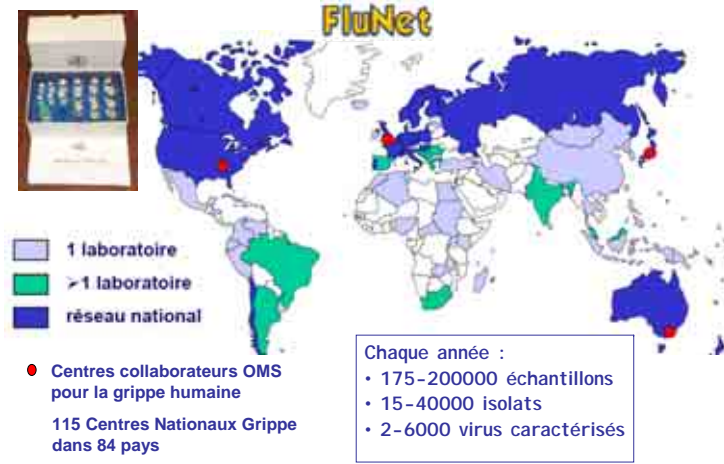 FluNet
1 laboratoire
>1 laboratoire
réseau national
Centres collaborateurs OMS
pour la grippe humaine
115 Centres Nationaux Grippe
dans 84 pays
Chaque année :
• 175-200000 échantillons
• 15-40000 isolats
• 2-6000 virus caractérisés